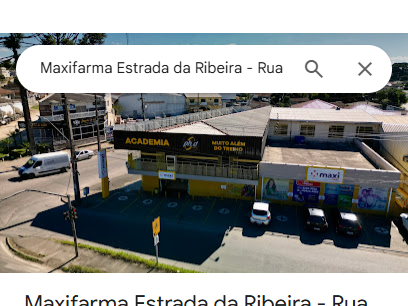 Maxifarma Estrada da Ribeira - Rua
ACADEMIA
MUITO ALÉM
DO TREINO
maxi
Maxifarma Estrada da Ribeira - Rua